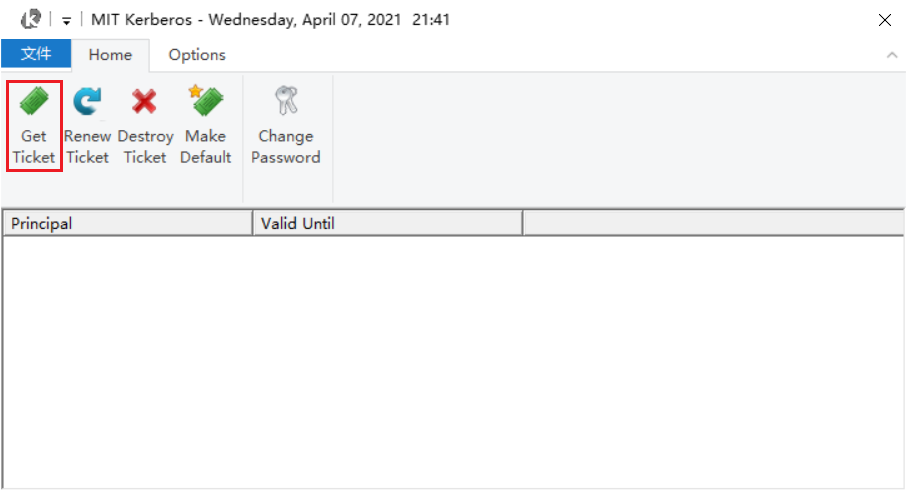 MIT Kerberos - Wednesday, April 07, 2021 21:41
文件 Home Options
Get Renew Destroy Make Change
Ticket Ticket Ticket Default Password
Principal Valid Until